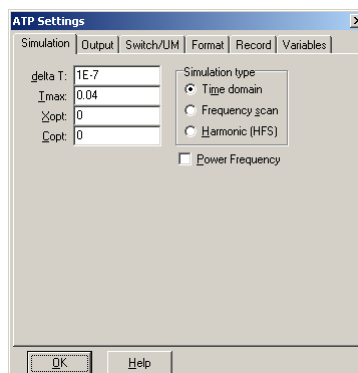 ATP Settings
Simulation Output Switch/UM Format Record Variables
delta T: 1E-7
Tmax: 0.04
Xopt: 0
Copt: 0
Simulation type
Time domain
Frequency scan
Harmonic (HFS)
Power Frequency
OK Help